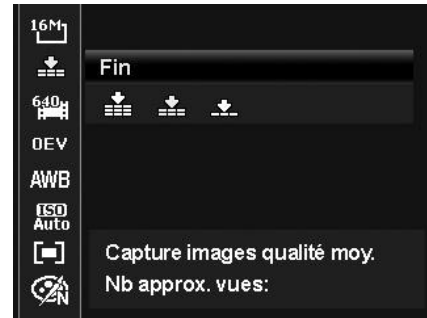 16M
Fin
640
0EV
AWB
ISO
Auto
N
Capture images qualité moy.
Nb approx. vues: